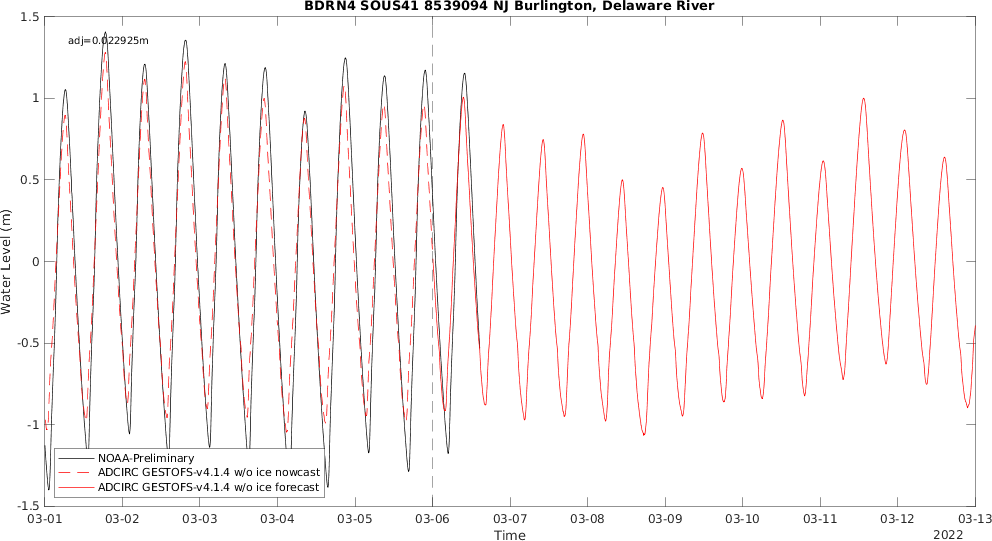 BDRN4 SOUS41 8539094 NJ Burlington, Delaware River
adj=0.022925m
Water Level (m)
1.5
1
0.5
0
-0.5
-1
-1.5
NOAA-Preliminary
ADCIRC GESTOFS-v4.1.4 w/o ice nowcast
ADCIRC GESTOFS-v4.1.4 w/o ice forecast
03-01 03-02 03-03 03-04 03-05 03-06 03-07 03-08 03-09 03-10 03-11 03-12 03-13
Time
2022